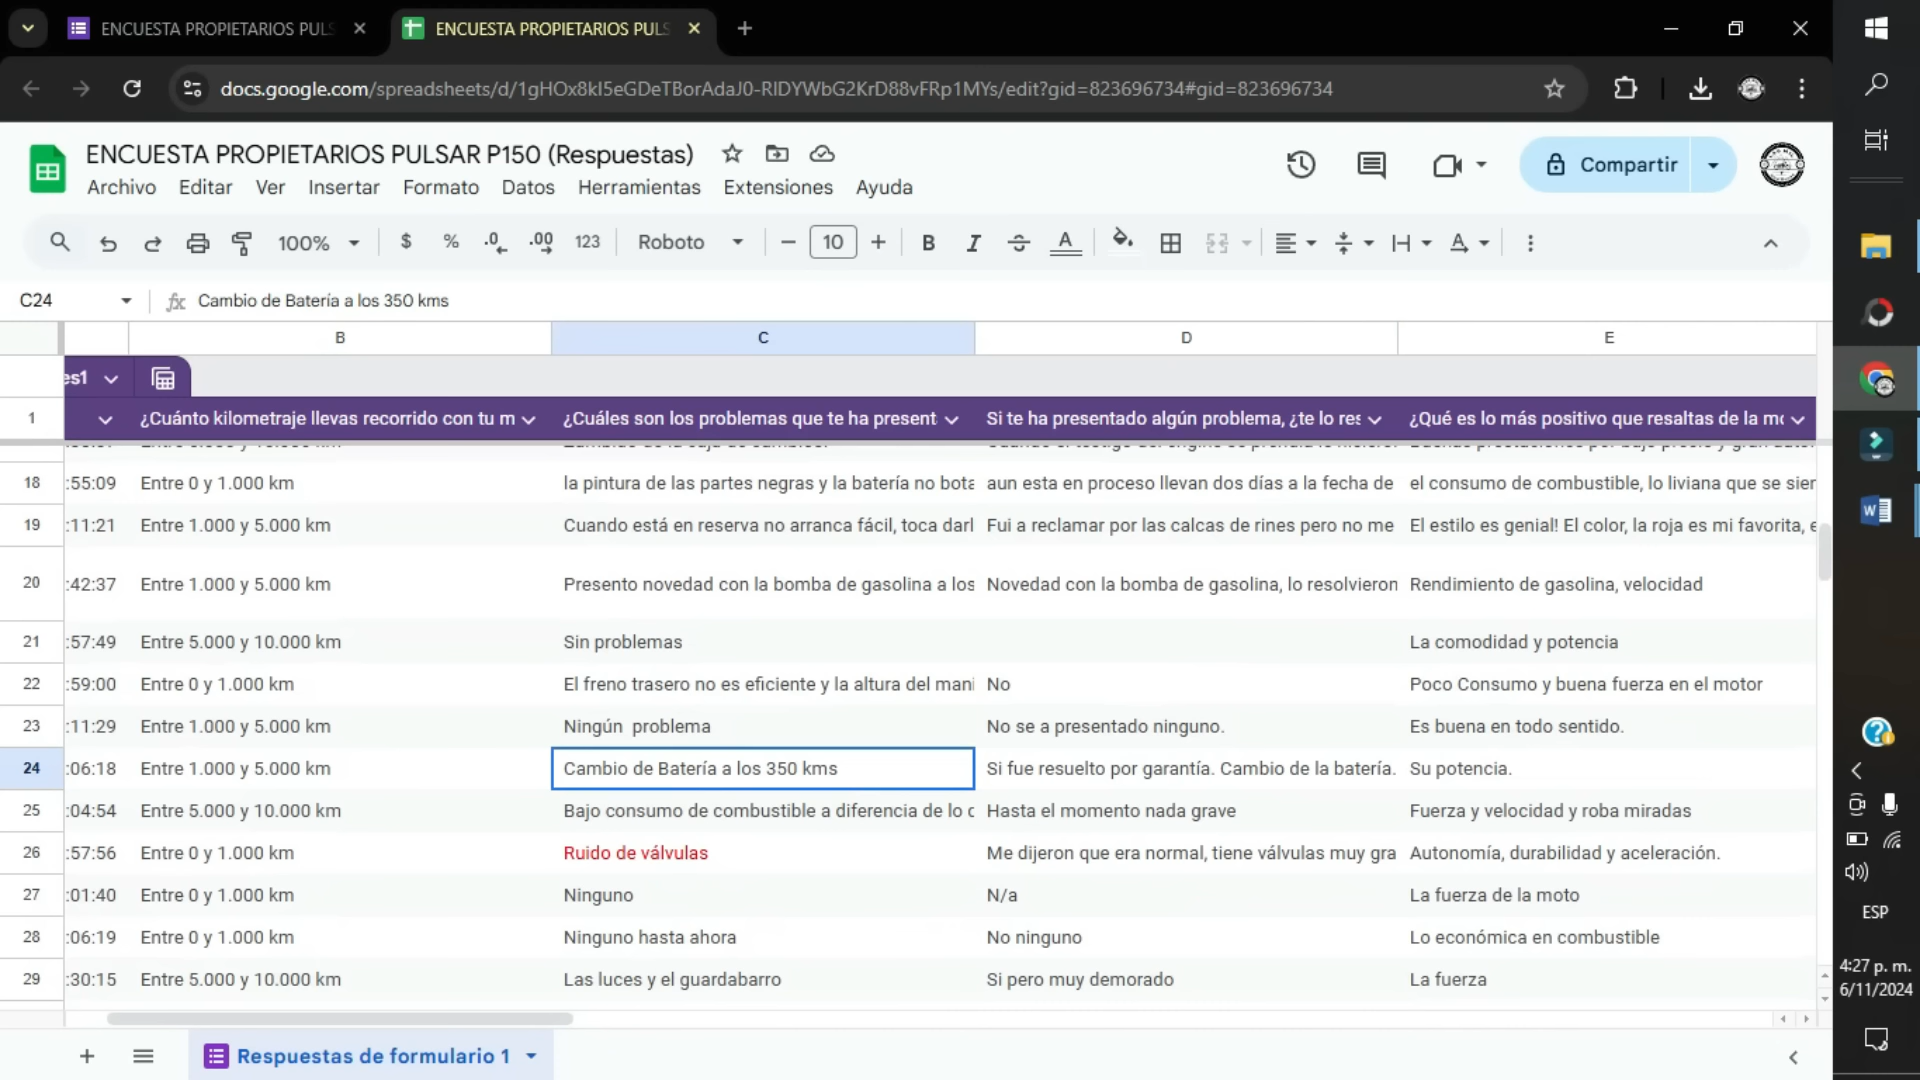 ENCUESTA PROPIETARIOS PULS
ENCUESTA PROPIETARIOS PULS
docs.google.com/spreadsheets/d/1gHOx8kI5eGDeTBorAdaJ0-RIDYWbG2KrD88vFRp1MYs/edit?gid=823696734#gid=823696734
ENCUESTA PROPIETARIOS PULSAR P150 (Respuestas)
Archivo Editar Ver Insertar Formato Datos Herramientas Extensiones Ayuda
Compartir
100% $ % .0 .00 123 Roboto 10 B I A
C24 fx Cambio de Batería a los 350 kms
B C D E
es1
1 ¿Cuánto kilometraje llevas recorrido con tu m ¿Cuáles son los problemas que te ha present Si te ha presentado algún problema, ¿te lo res ¿Qué es lo más positivo que resaltas de la mo
18 :55:09 Entre 0 y 1.000 km la pintura de las partes negras y la batería no bota aun esta en proceso llevan dos días a la fecha de el consumo de combustible, lo liviana que se sier
19 :11:21 Entre 1.000 y 5.000 km Cuando está en reserva no arranca fácil, toca darl Fui a reclamar por las calcas de rines pero no me El estilo es genial! El color, la roja es mi favorita, e
20 :42:37 Entre 1.000 y 5.000 km Presento novedad con la bomba de gasolina a los Novedad con la bomba de gasolina, lo resolvieron Rendimiento de gasolina, velocidad
21 :57:49 Entre 5.000 y 10.000 km Sin problemas La comodidad y potencia
22 :59:00 Entre 0 y 1.000 km El freno trasero no es eficiente y la altura del mani No Poco Consumo y buena fuerza en el motor
23 :11:29 Entre 1.000 y 5.000 km Ningún  problema No se a presentado ninguno. Es buena en todo sentido.
24 :06:18 Entre 1.000 y 5.000 km Cambio de Batería a los 350 kms Si fue resuelto por garantía. Cambio de la batería. Su potencia.
25 :04:54 Entre 5.000 y 10.000 km Bajo consumo de combustible a diferencia de lo c Hasta el momento nada grave Fuerza y velocidad y roba miradas
26 :57:56 Entre 0 y 1.000 km Ruido de válvulas Me dijeron que era normal, tiene válvulas muy gra Autonomía, durabilidad y aceleración.
27 :01:40 Entre 0 y 1.000 km Ninguno N/a La fuerza de la moto
28 :06:19 Entre 0 y 1.000 km Ninguno hasta ahora No ninguno Lo económica en combustible
29 :30:15 Entre 5.000 y 10.000 km Las luces y el guardabarro Si pero muy demorado La fuerza
Respuestas de formulario 1
ESP
4:27 p. m.
6/11/2024